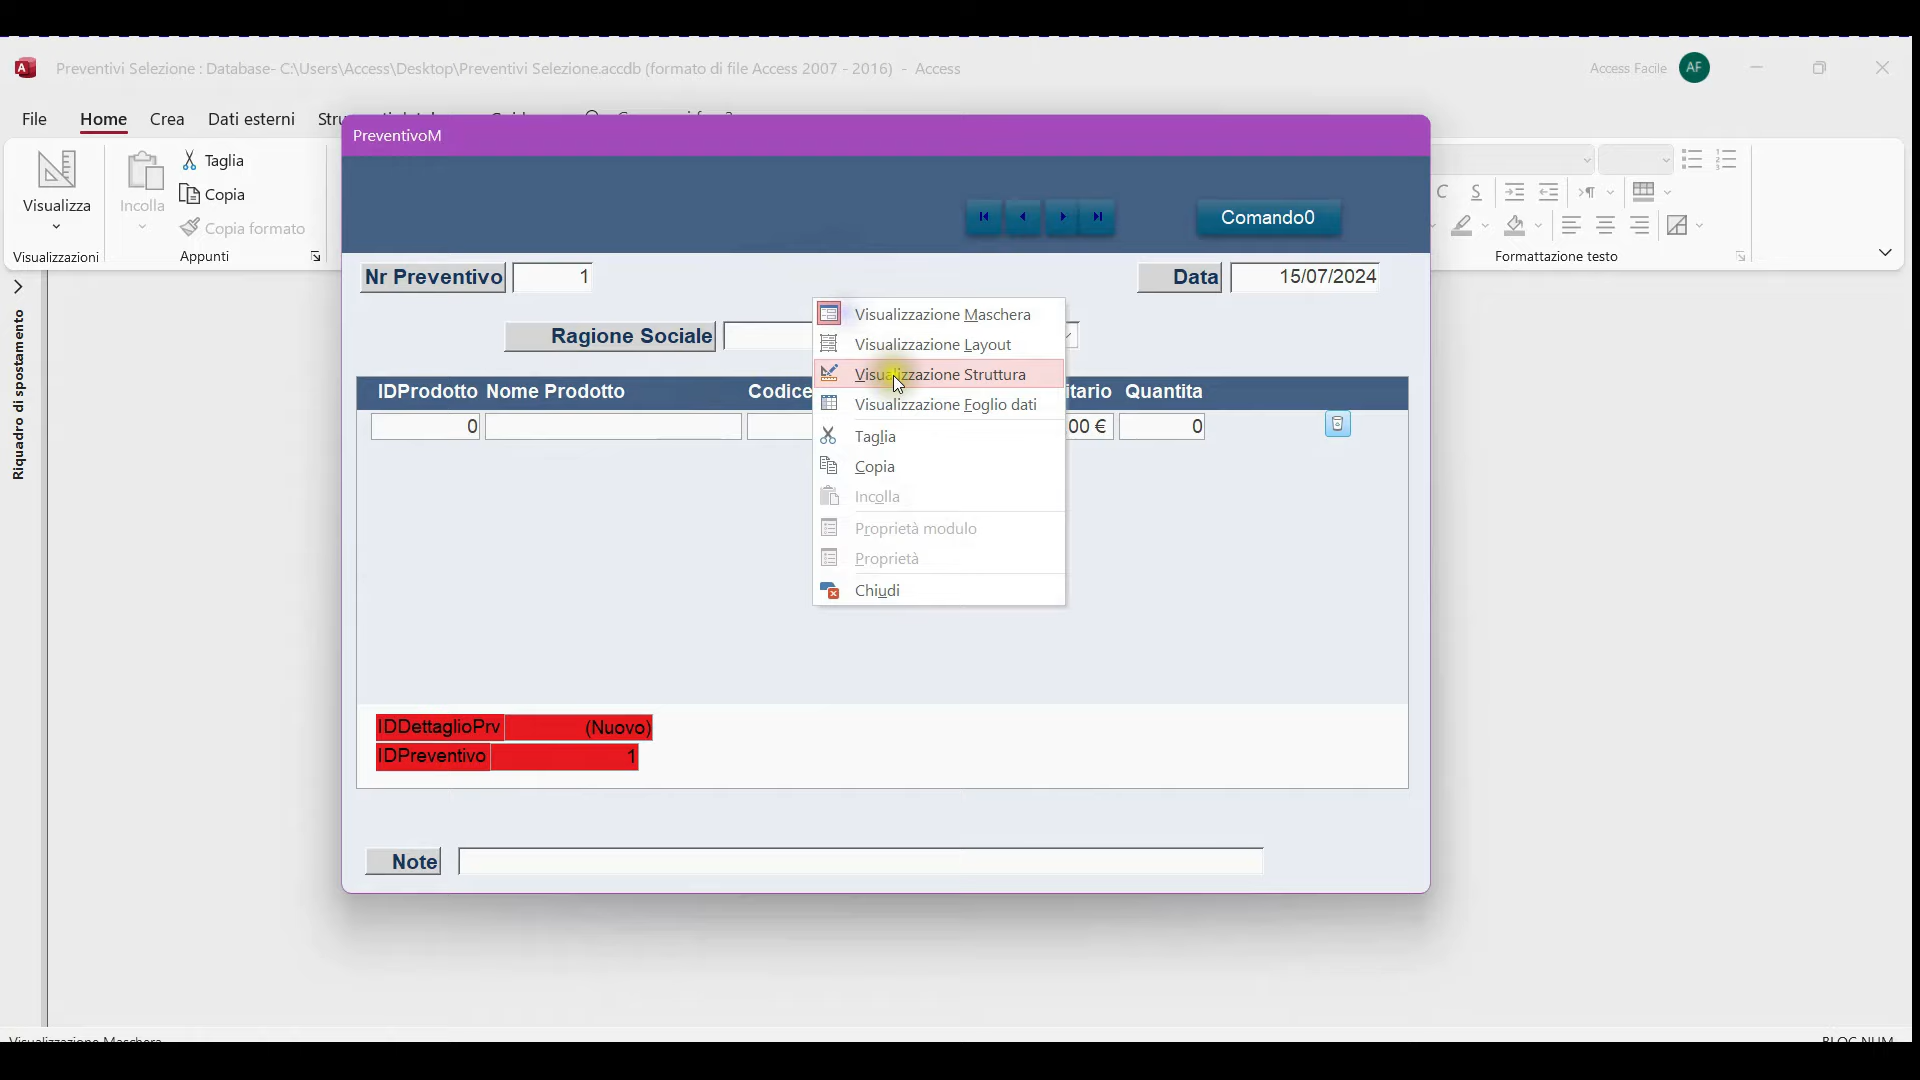 Preventivi Selezione : Database- C:\Users\Access\Desktop\Preventivi Selezione.accdb (formato di file Access 2007 - 2016) - Access
Access Facile
AF
File
Home
Crea
Dati esterni
Visualizza
Incolla
Taglia
Copia
Copia formato
Visualizzazioni
Appunti
C
S
Formattazione testo
Riquadro di spostamento
PreventivoM
Comando0
Nr Preventivo
1
Data
15/07/2024
Ragione Sociale
IDProdotto
Nome Prodotto
Codice
itario
Quantita
0
00 €
0
Visualizzazione Maschera
Visualizzazione Layout
Visualizzazione Struttura
Visualizzazione Foglio dati
Taglia
Copia
Incolla
Proprietà modulo
Proprietà
Chiudi
IDDettaglioPrv
(Nuovo)
IDPreventivo
1
Note
Visualizzazione Maschera
BLOC NUM